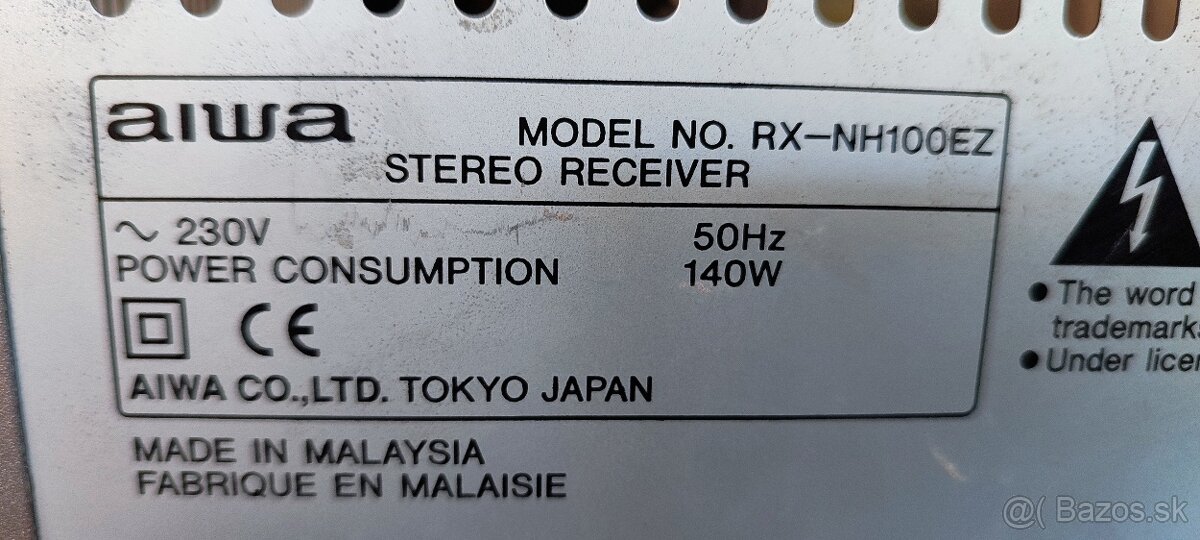 aiwa
MODEL NO. RX-NH100EZ
STEREO RECEIVER
~ 230V 50Hz
POWER CONSUMPTION 140W
CE
AIWA CO.,LTD. TOKYO JAPAN
MADE IN MALAYSIA
FABRIQUE EN MALAISIE
● The word
trademarks
● Under licen
@( Bazos.sk